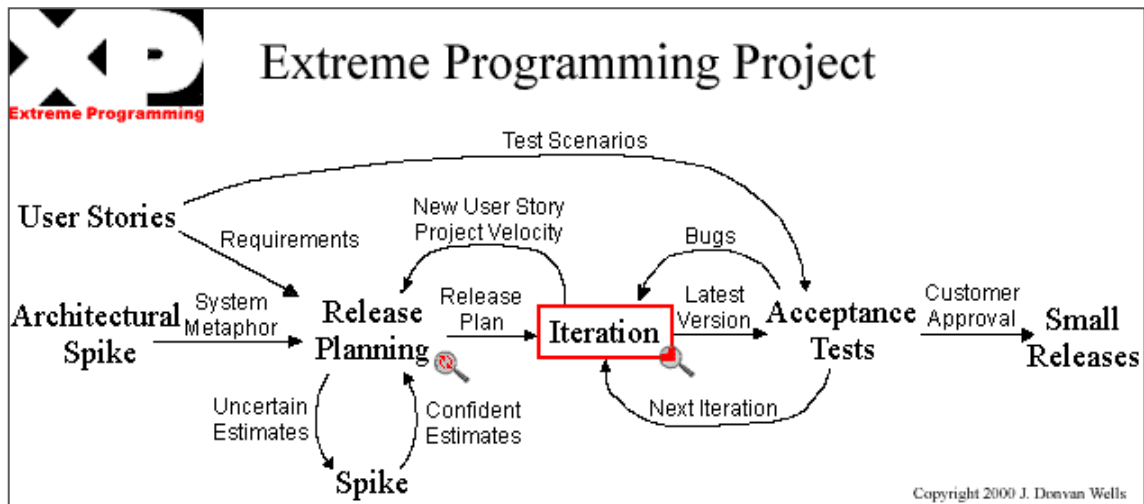 XP
Extreme Programming
Extreme Programming Project
Test Scenarios
User Stories
Requirements
New User Story
Project Velocity
Bugs
Architectural
Spike
System
Metaphor
Release
Planning
Release
Plan
Iteration
Latest
Version
Acceptance
Tests
Customer
Approval
Small
Releases
Uncertain
Estimates
Confident
Estimates
Next Iteration
Spike
Copyright 2000 J. Donvan Wells